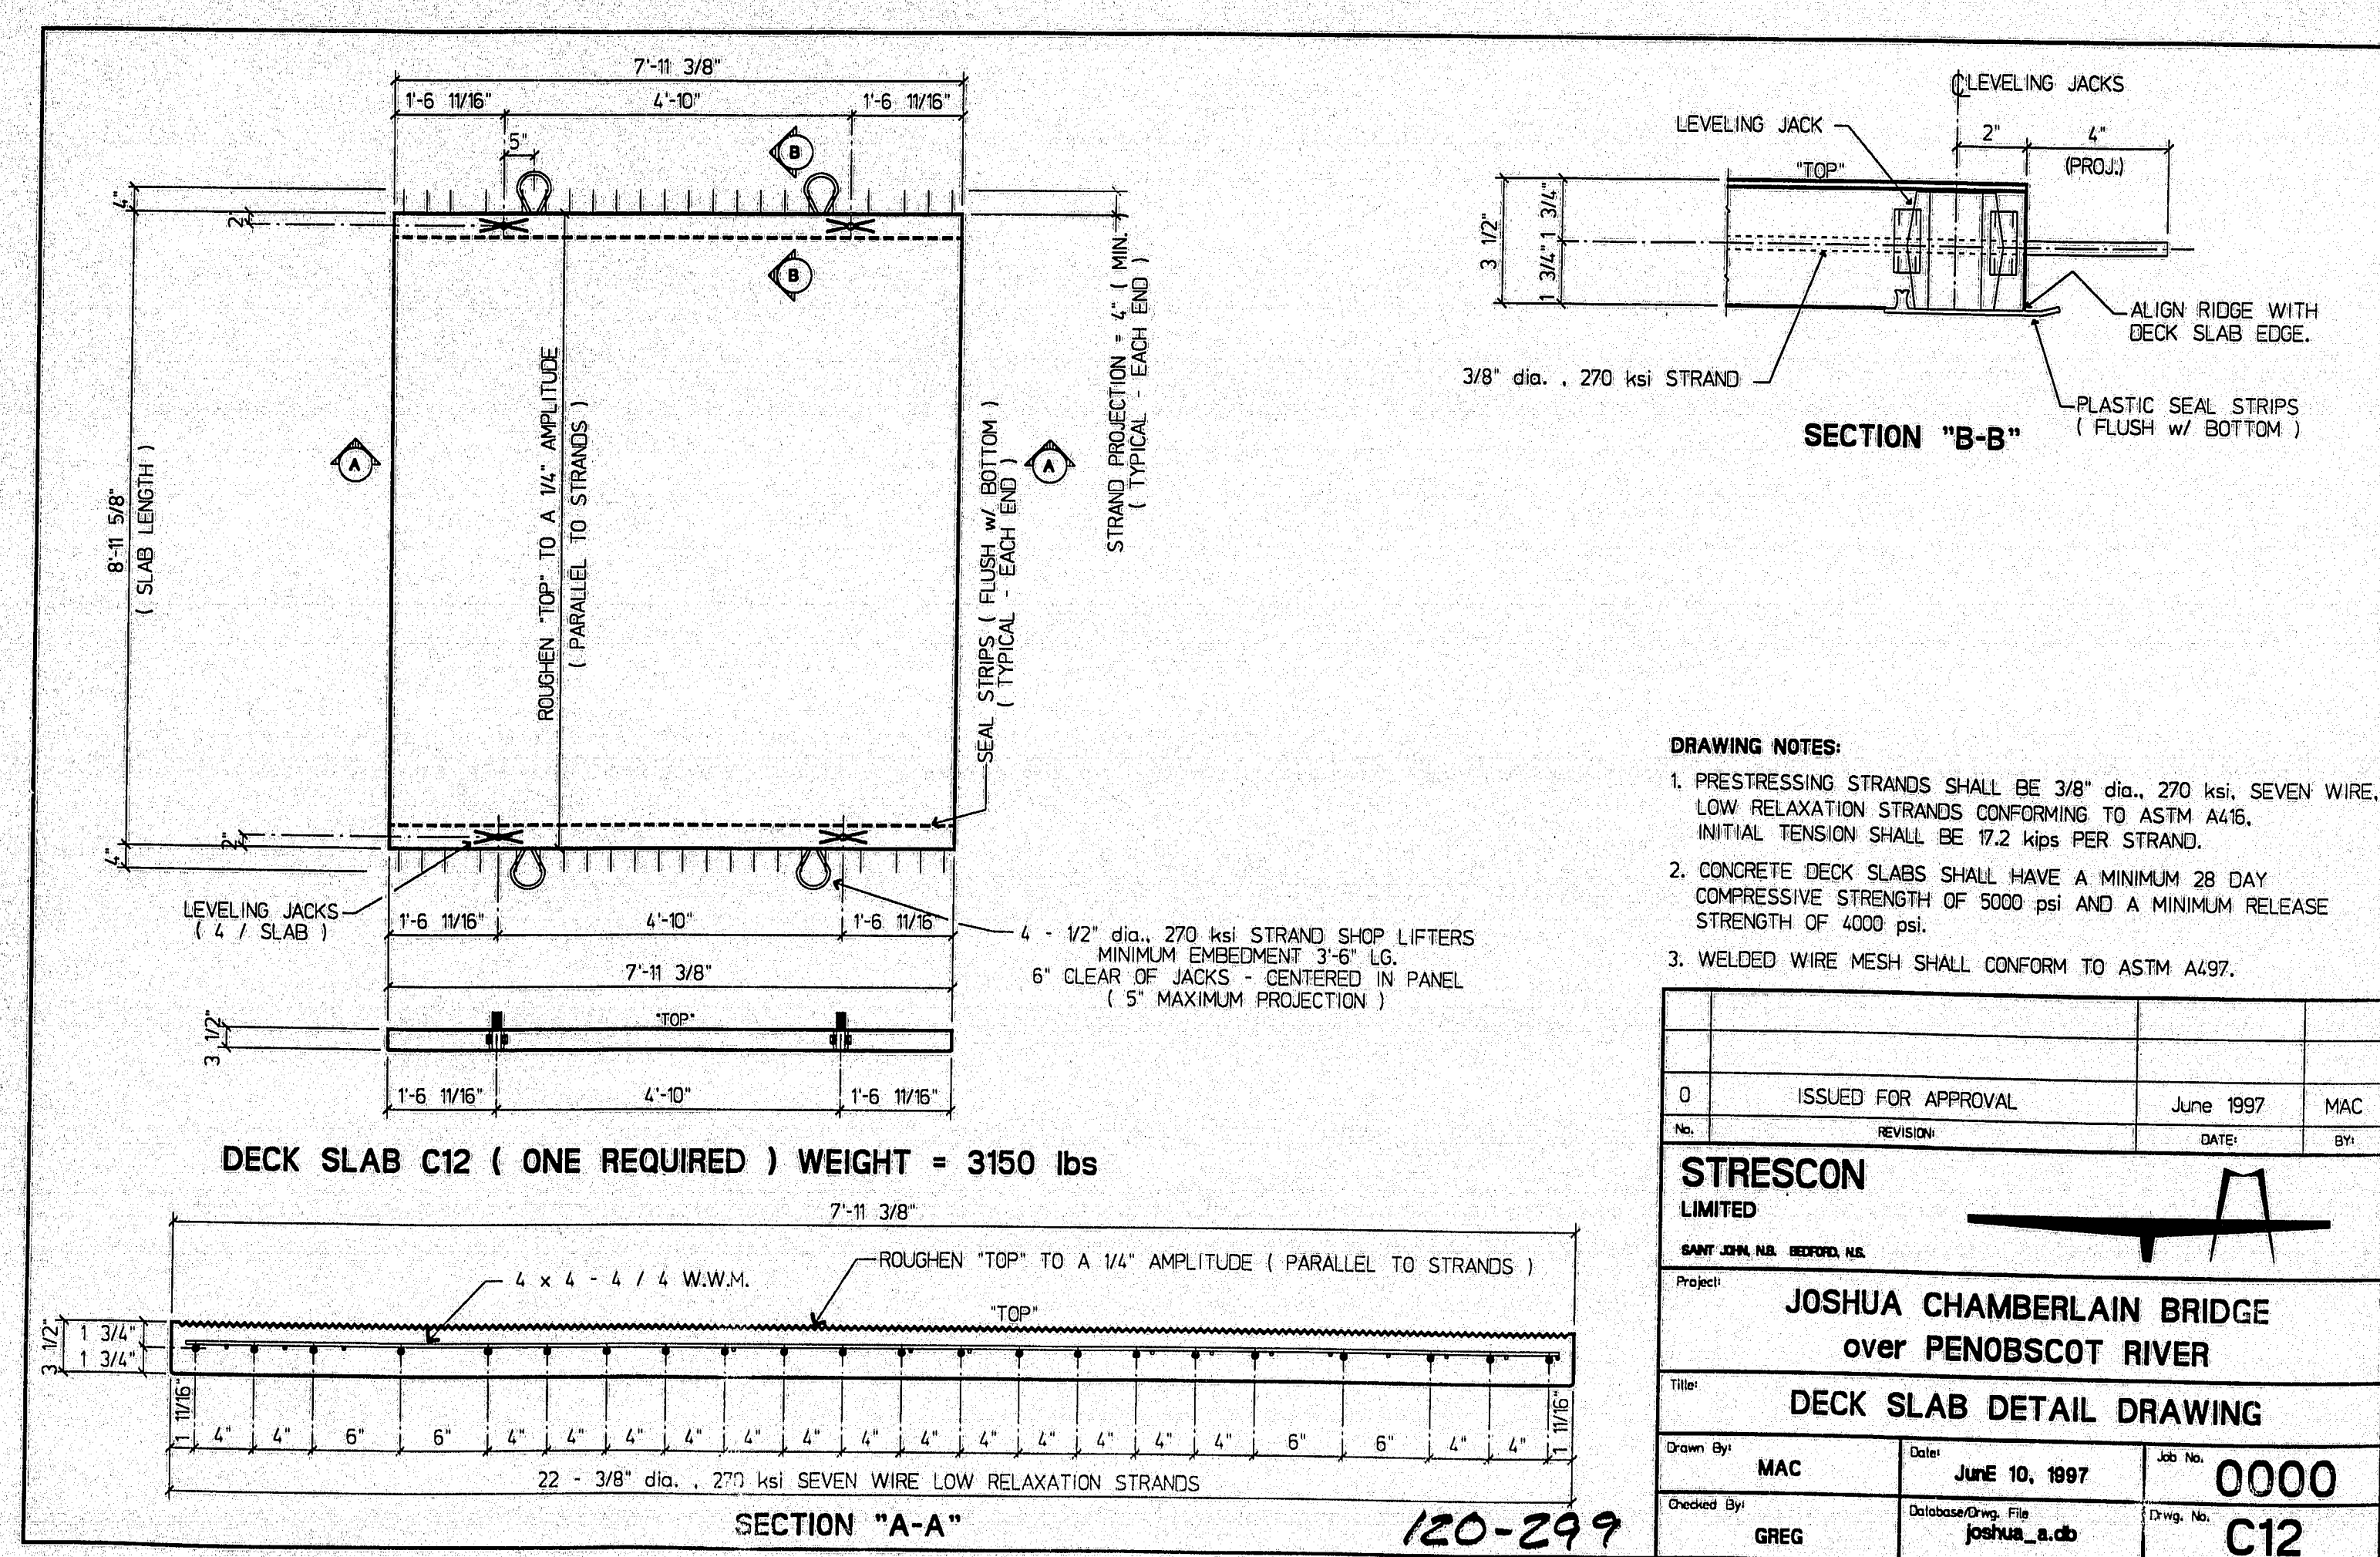 7'-11 3/8"
1'-6 11/16" 4'-10" 1'-6 11/16"
5"
B
4"
2"
B
8'-11 5/8"
( SLAB LENGTH )
A
ROUGHEN "TOP" TO A 1/4" AMPLITUDE
( PARALLEL TO STRANDS )
SEAL STRIPS ( FLUSH w/ BOTTOM )
( TYPICAL - EACH END )
A
STRAND PROJECTION = 4" ( MIN. )
( TYPICAL - EACH END )
2"
4"
LEVELING JACKS
( 4 / SLAB )
1'-6 11/16" 4'-10" 1'-6 11/16"
7'-11 3/8"
4 - 1/2" dia., 270 ksi STRAND SHOP LIFTERS
MINIMUM EMBEDMENT 3'-6" LG.
6" CLEAR OF JACKS - CENTERED IN PANEL
( 5" MAXIMUM PROJECTION )
3 1/2"
"TOP"
1'-6 11/16" 4'-10" 1'-6 11/16"
DECK SLAB C12 ( ONE REQUIRED ) WEIGHT = 3150 lbs
7'-11 3/8"
4 x 4 - 4 / 4 W.W.M.
ROUGHEN "TOP" TO A 1/4" AMPLITUDE ( PARALLEL TO STRANDS )
"TOP"
3 1/2"
1 3/4"
1 3/4"
1 11/16" 4" 4" 6" 6" 4" 4" 4" 4" 4" 4" 4" 4" 4" 4" 4" 4" 4" 6" 6" 4" 4" 1 11/16"
22 - 3/8" dia. , 270 ksi SEVEN WIRE LOW RELAXATION STRANDS
SECTION "A-A"
120-299
℄ LEVELING JACKS
LEVELING JACK
2" 4"
(PROJ.)
"TOP"
3 1/2"
1 3/4" 1 3/4"
ALIGN RIDGE WITH
DECK SLAB EDGE.
3/8" dia. , 270 ksi STRAND
PLASTIC SEAL STRIPS
( FLUSH w/ BOTTOM )
SECTION "B-B"
DRAWING NOTES:
1. PRESTRESSING STRANDS SHALL BE 3/8" dia., 270 ksi, SEVEN WIRE,
LOW RELAXATION STRANDS CONFORMING TO ASTM A416.
INITIAL TENSION SHALL BE 17.2 kips PER STRAND.
2. CONCRETE DECK SLABS SHALL HAVE A MINIMUM 28 DAY
COMPRESSIVE STRENGTH OF 5000 psi AND A MINIMUM RELEASE
STRENGTH OF 4000 psi.
3. WELDED WIRE MESH SHALL CONFORM TO ASTM A497.
0 ISSUED FOR APPROVAL June 1997 MAC
No. REVISION: DATE: BY:
STRESCON
LIMITED
SAINT JOHN, N.B. BEDFORD, N.S.
Project:
JOSHUA CHAMBERLAIN BRIDGE
over PENOBSCOT RIVER
Title:
DECK SLAB DETAIL DRAWING
Drawn By: MAC
Date: JunE 10, 1997
Job No. 0000
Checked By: GREG
Database/Drwg. File joshua_a.db
Drwg. No. C12